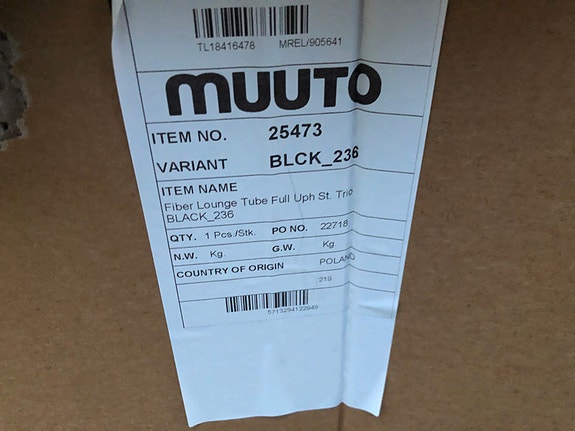 TL18416478 MREL/905641
MUUTO
ITEM NO. 25473
VARIANT BLCK_236
ITEM NAME
Fiber Lounge Tube Full Uph St. Trio
BLACK_236
QTY. 1 Pcs./Stk. PO NO. 22718
N.W. Kg. G.W. Kg.
COUNTRY OF ORIGIN POLAND
219
5713294122949